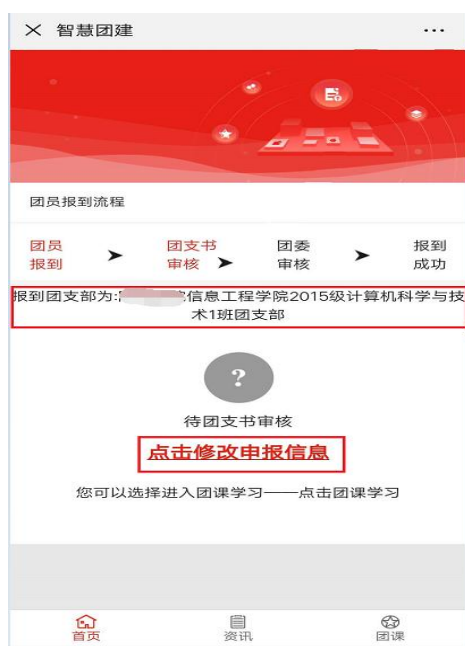 智慧团建
团员报到流程
团员 团支书 团委 报到
报到 审核 审核 成功
报到团支部为: 院信息工程学院2015级计算机科学与技
术1班团支部
?
待团支书审核
点击修改申报信息
您可以选择进入团课学习——点击团课学习
首页 资讯 团课